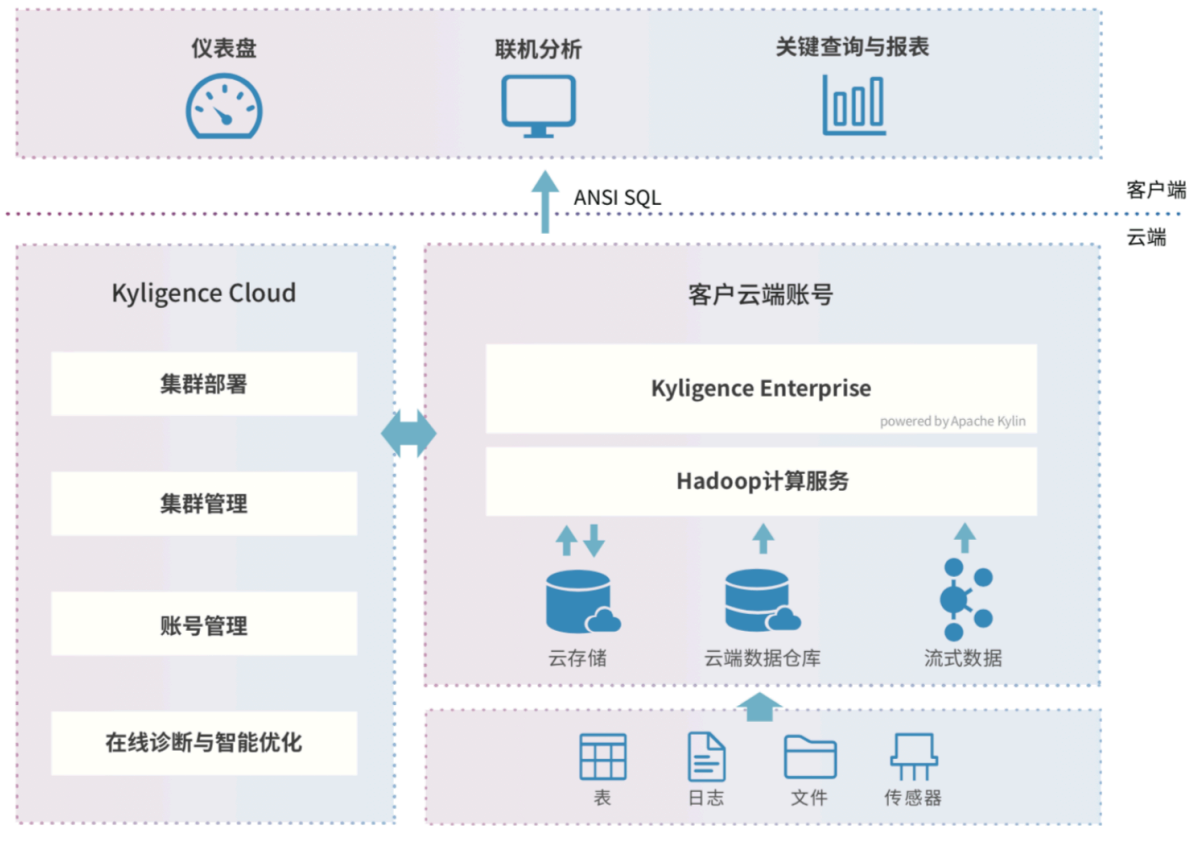 仪表盘
联机分析
关键查询与报表
ANSI SQL
客户端
云端
Kyligence Cloud
集群部署
集群管理
账号管理
在线诊断与智能优化
客户云端账号
Kyligence Enterprise
powered by Apache Kylin
Hadoop计算服务
云存储
云端数据仓库
流式数据
表
日志
文件
传感器